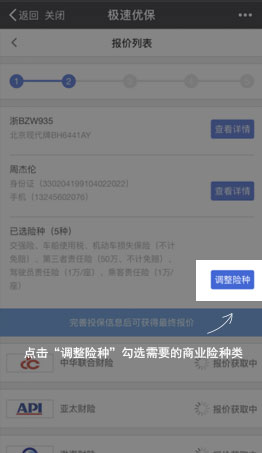 返回 关闭 极速优保
报价列表
1 2
浙BZW935
北京现代牌BH6441AY
查看详情
周杰伦
身份证（350204199104022022）
手机（13245602076）
查看详情
已选险种（5种）
交强险、车船使用税、机动车损失保险（不计
免赔）、第三者责任险（50万、不计免赔）、
驾驶员责任险（1万/座）、乘客责任险（1万/
座）
调整险种
完善投保信息后可获得最终报价
点击“调整险种”勾选需要的商业险种类
中华联合财险 报价获取中
API 亚太财险 报价获取中